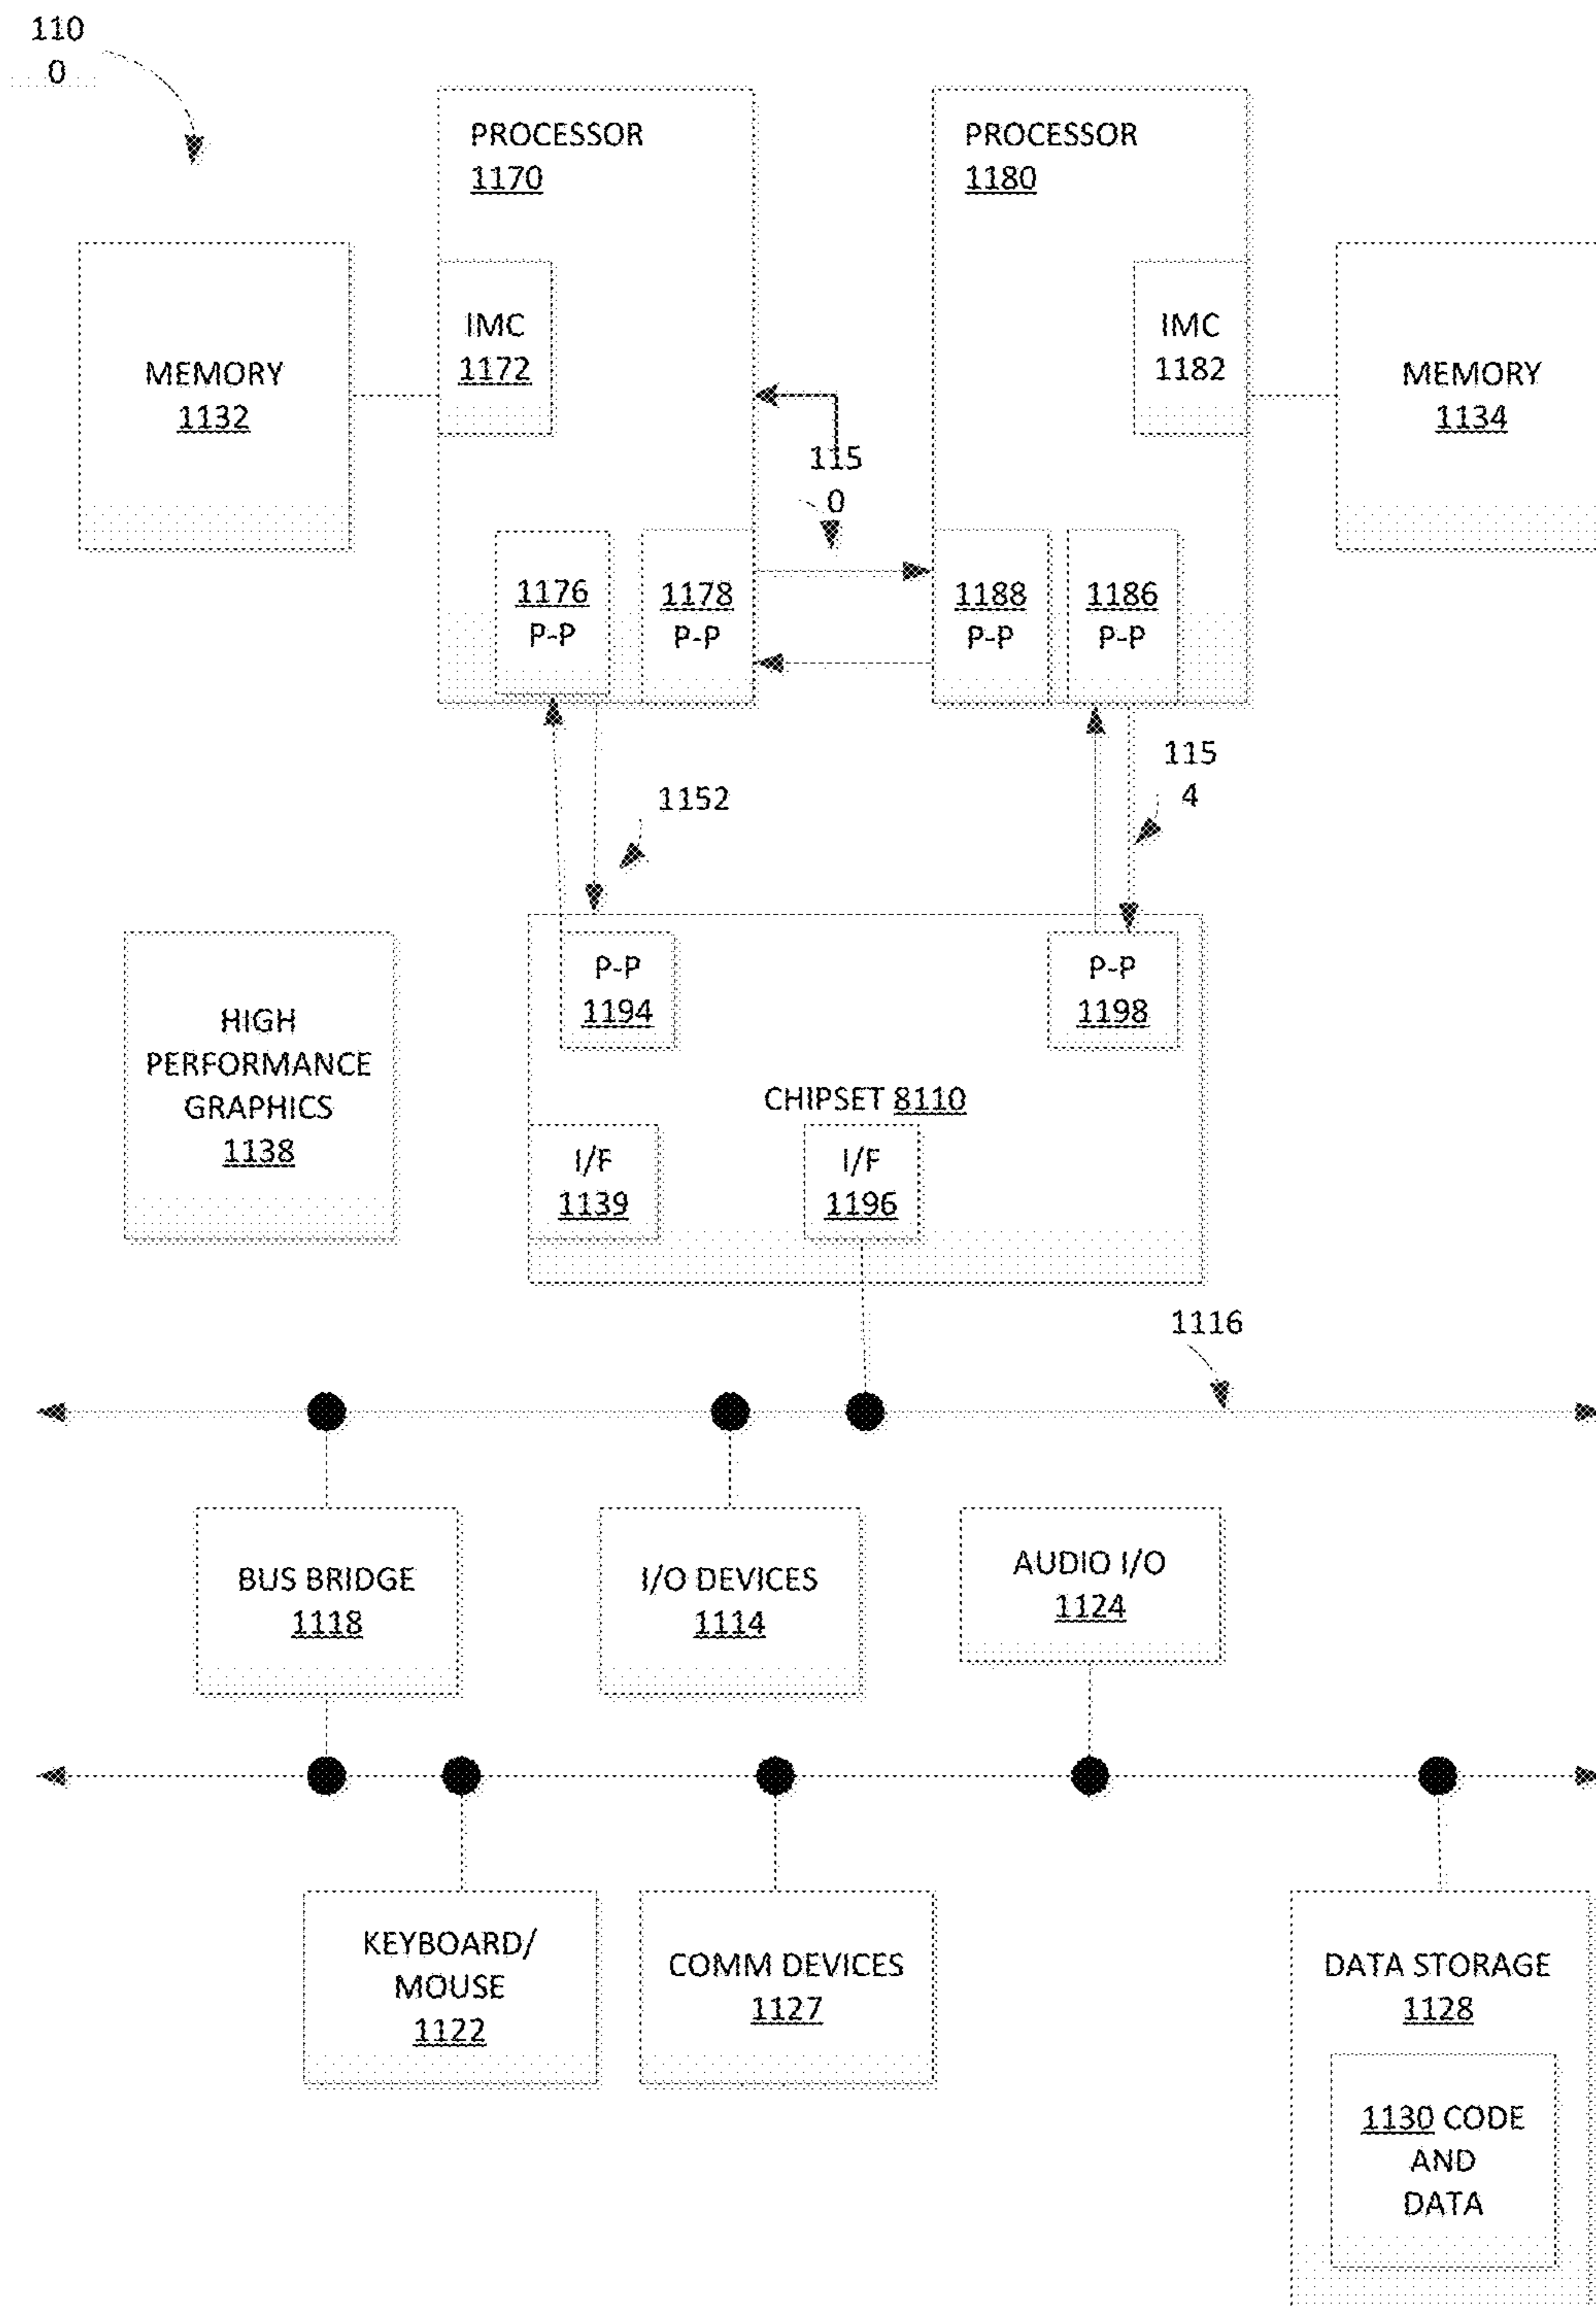 110
0
PROCESSOR
1170
PROCESSOR
1180
MEMORY
1132
IMC
1172
IMC
1182
MEMORY
1134
115
0
1176
P-P
1178
P-P
1188
P-P
1186
P-P
1152
115
4
HIGH
PERFORMANCE
GRAPHICS
1138
P-P
1194
P-P
1198
CHIPSET 8110
I/F
1139
I/F
1196
1116
BUS BRIDGE
1118
I/O DEVICES
1114
AUDIO I/O
1124
KEYBOARD/
MOUSE
1122
COMM DEVICES
1127
DATA STORAGE
1128
1130 CODE
AND
DATA